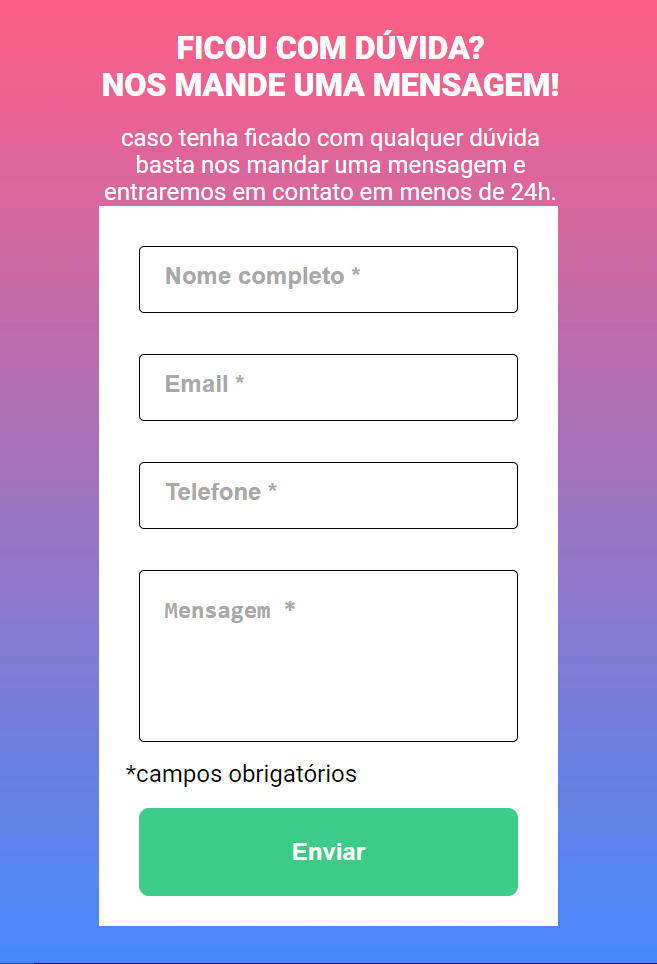 FICOU COM DÚVIDA?
NOS MANDE UMA MENSAGEM!
caso tenha ficado com qualquer dúvida
basta nos mandar uma mensagem e
entraremos em contato em menos de 24h.
Nome completo *
Email *
Telefone *
Mensagem *
*campos obrigatórios
Enviar